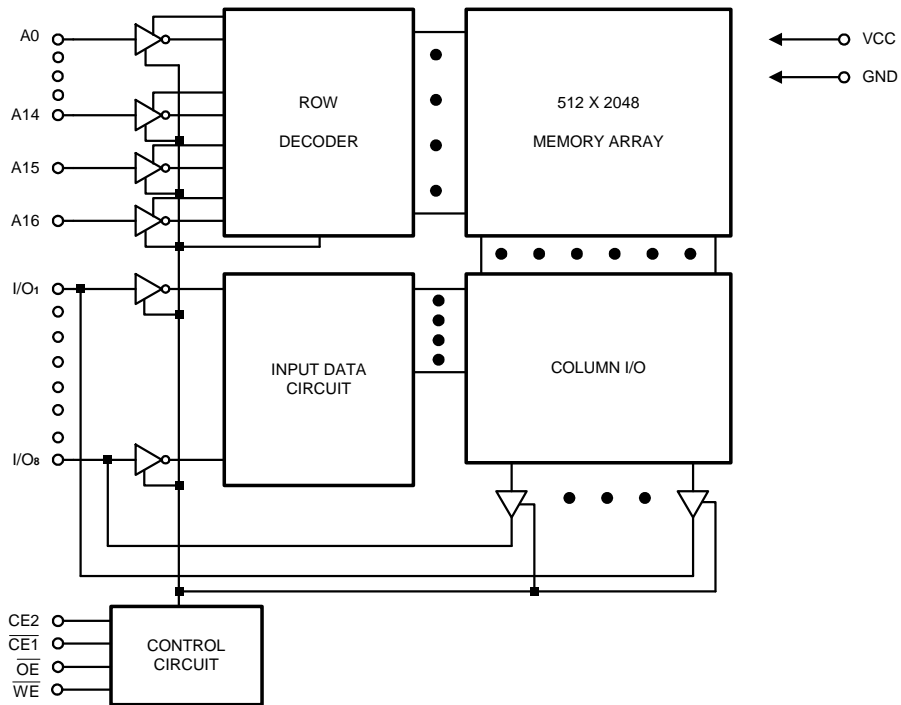 A0
A14
A15
A16
ROW
DECODER
512 X 2048
MEMORY ARRAY
VCC
GND
I/O1
I/O8
INPUT DATA
CIRCUIT
COLUMN I/O
CE2
CE1
OE
WE
CONTROL
CIRCUIT